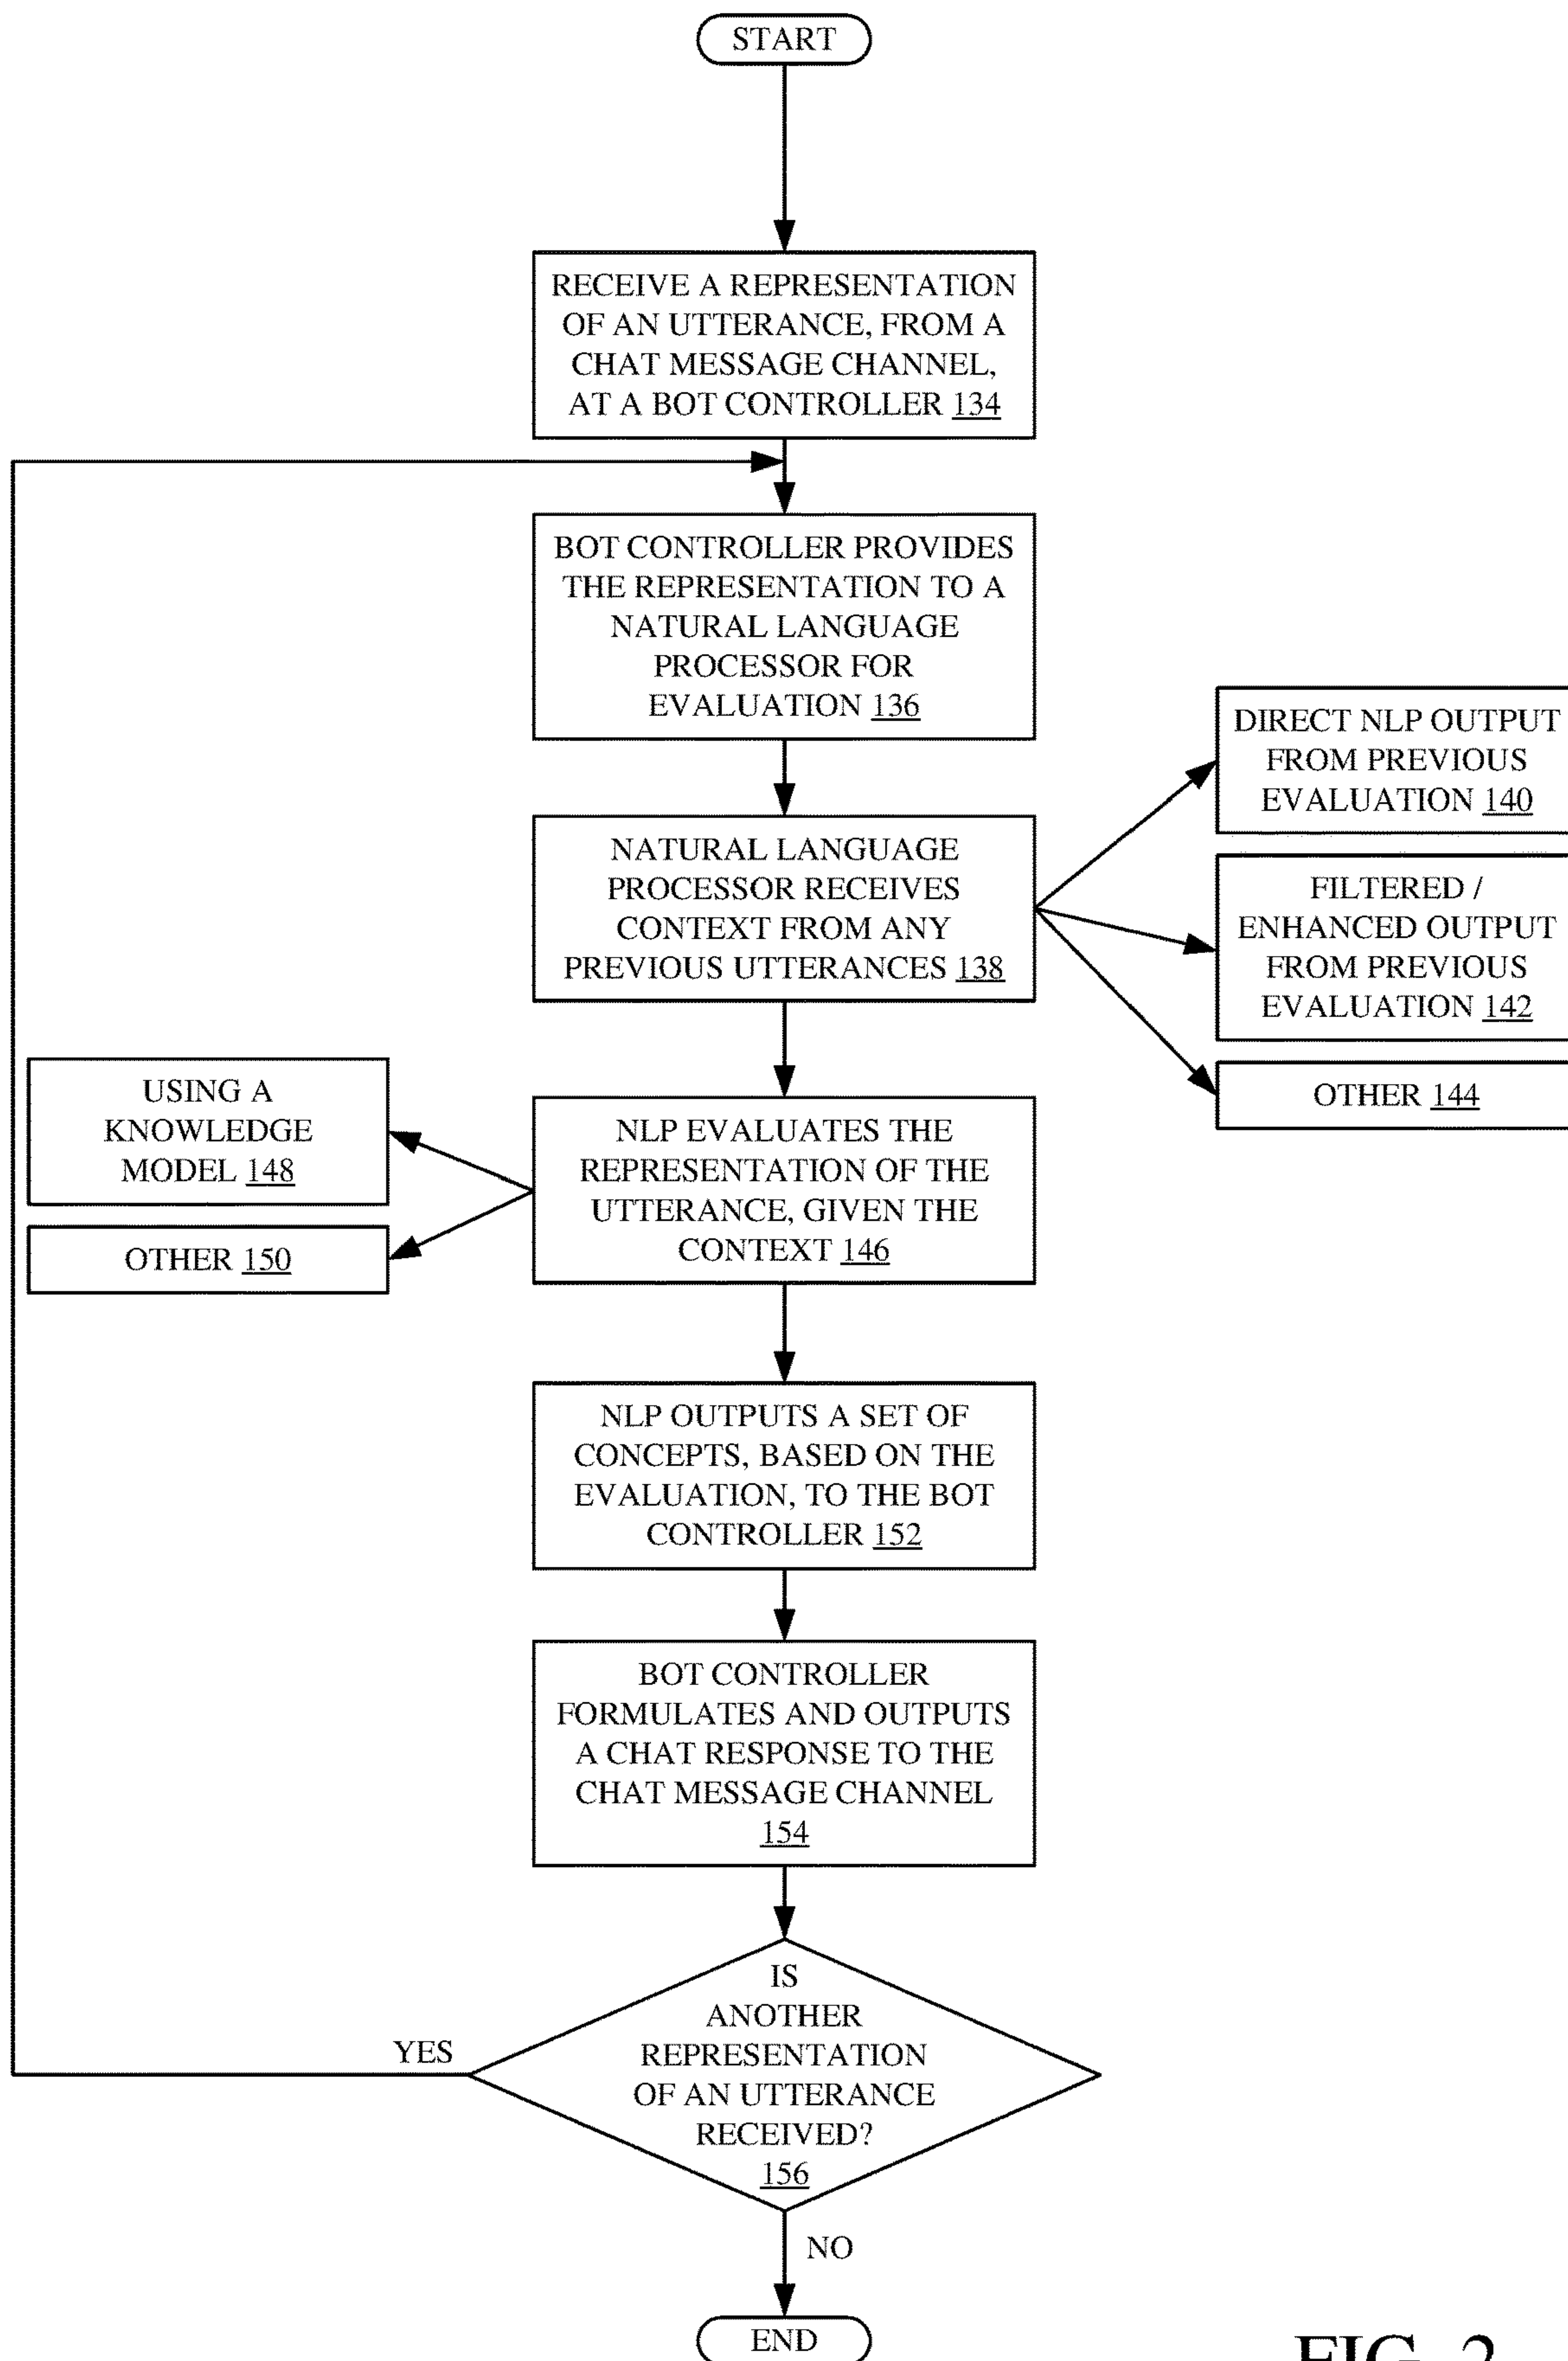 START
RECEIVE A REPRESENTATION
OF AN UTTERANCE, FROM A
CHAT MESSAGE CHANNEL,
AT A BOT CONTROLLER 134
BOT CONTROLLER PROVIDES
THE REPRESENTATION TO A
NATURAL LANGUAGE
PROCESSOR FOR
EVALUATION 136
NATURAL LANGUAGE
PROCESSOR RECEIVES
CONTEXT FROM ANY
PREVIOUS UTTERANCES 138
DIRECT NLP OUTPUT
FROM PREVIOUS
EVALUATION 140
FILTERED /
ENHANCED OUTPUT
FROM PREVIOUS
EVALUATION 142
OTHER 144
NLP EVALUATES THE
REPRESENTATION OF THE
UTTERANCE, GIVEN THE
CONTEXT 146
USING A
KNOWLEDGE
MODEL 148
OTHER 150
NLP OUTPUTS A SET OF
CONCEPTS, BASED ON THE
EVALUATION, TO THE BOT
CONTROLLER 152
BOT CONTROLLER
FORMULATES AND OUTPUTS
A CHAT RESPONSE TO THE
CHAT MESSAGE CHANNEL
154
IS
ANOTHER
REPRESENTATION
OF AN UTTERANCE
RECEIVED?
156
YES
NO
END
FIG. 2